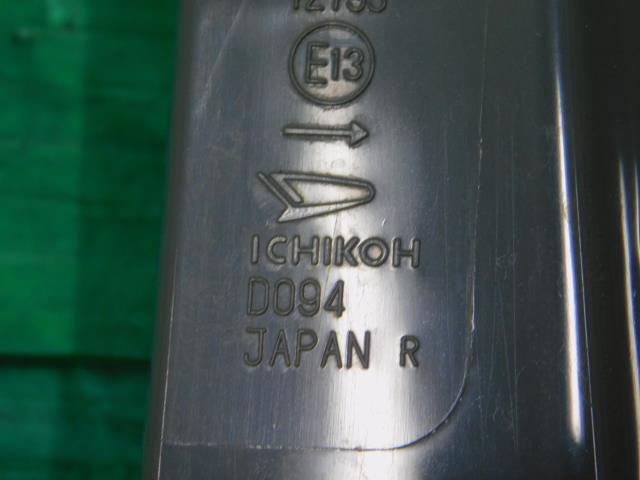 E13
ICHIKOH
D094
JAPAN R